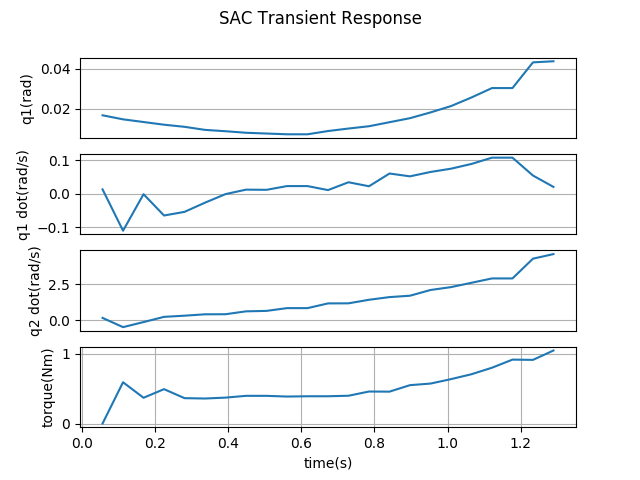 SAC Transient Response
q1(rad)
0.04
0.02
q1 dot(rad/s)
0.1
0.0
−0.1
q2 dot(rad/s)
2.5
0.0
torque(Nm)
1
0
0.0 0.2 0.4 0.6 0.8 1.0 1.2
time(s)